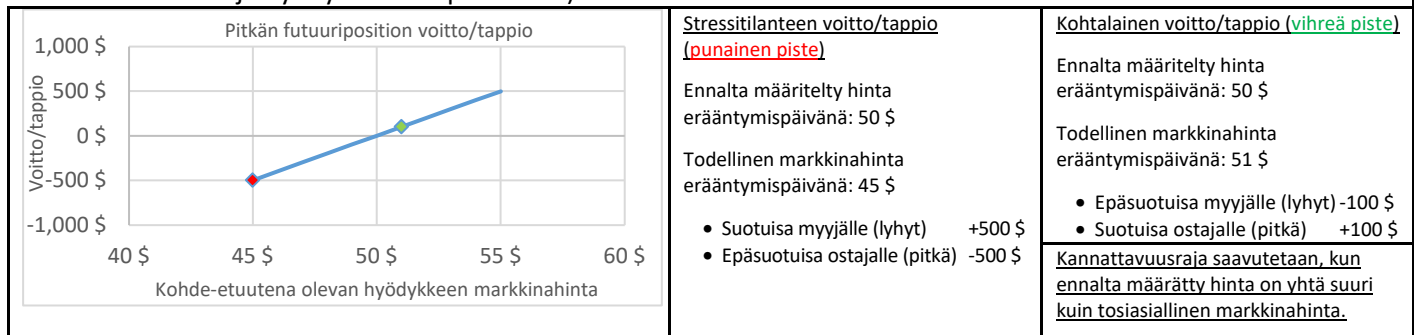 Pitkän futuuriposition voitto/tappio
Voitto/tappio
1,000 $
500 $
0 $
-500 $
-1,000 $
40 $ 45 $ 50 $ 55 $ 60 $
Kohde-etuutena olevan hyödykkeen markkinahinta
Stressitilanteen voitto/tappio
(punainen piste)
Ennalta määritelty hinta
erääntymispäivänä: 50 $
Todellinen markkinahinta
erääntymispäivänä: 45 $
• Suotuisa myyjälle (lyhyt) +500 $
• Epäsuotuisa ostajalle (pitkä) -500 $
Kohtalainen voitto/tappio (vihreä piste)
Ennalta määritelty hinta
erääntymispäivänä: 50 $
Todellinen markkinahinta
erääntymispäivänä: 51 $
• Epäsuotuisa myyjälle (lyhyt) -100 $
• Suotuisa ostajalle (pitkä) +100 $
Kannattavuusraja saavutetaan, kun
ennalta määrätty hinta on yhtä suuri
kuin tosiasiallinen markkinahinta.